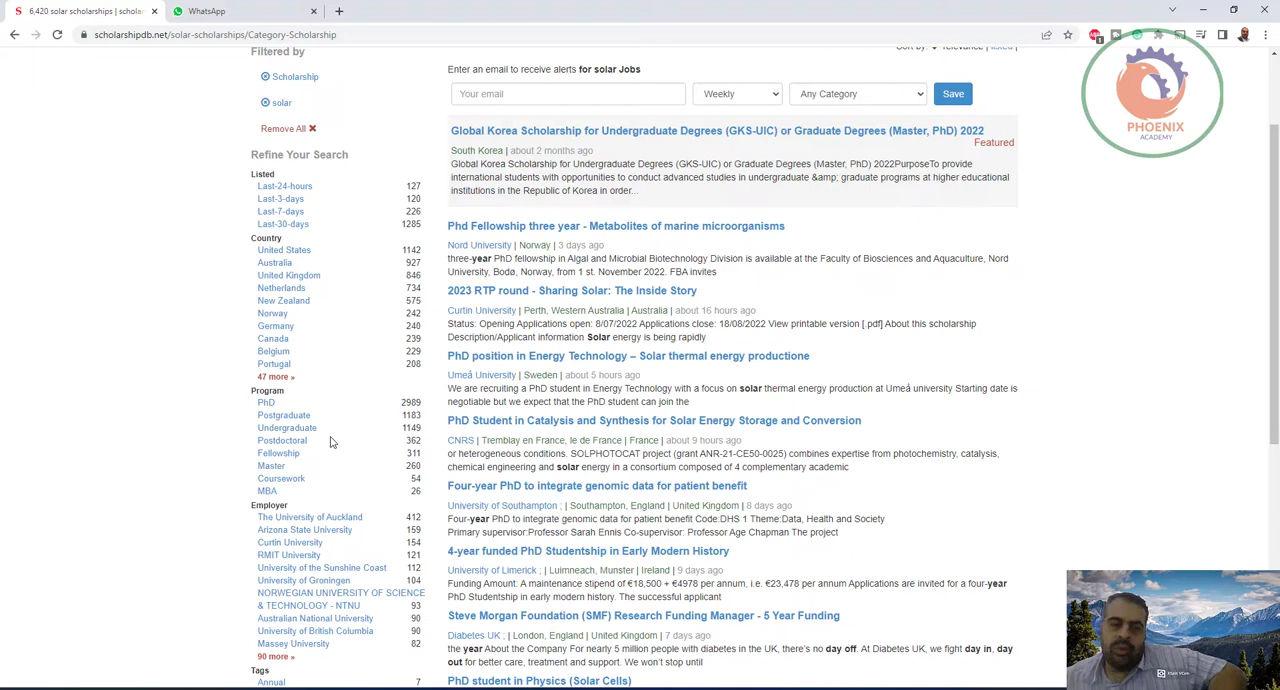 6,420 solar scholarships | scholar
WhatsApp
scholarshipdb.net/solar-scholarships/Category-Scholarship
1
Filtered by
Scholarship
solar
Remove All
Refine Your Search
Listed
Last-24-hours 127
Last-3-days 120
Last-7-days 226
Last-30-days 1285
Country
United States 1142
Australia 927
United Kingdom 846
Netherlands 734
New Zealand 575
Norway 242
Germany 240
Canada 239
Belgium 229
Portugal 208
47 more »
Program
PhD 2989
Postgraduate 1183
Undergraduate 1149
Postdoctoral 362
Fellowship 311
Master 260
Coursework 54
MBA 26
Employer
The University of Auckland 412
Arizona State University 159
Curtin University 154
RMIT University 121
University of the Sunshine Coast 112
University of Groningen 104
NORWEGIAN UNIVERSITY OF SCIENCE
& TECHNOLOGY - NTNU 93
Australian National University 90
University of British Columbia 90
Massey University 82
90 more »
Tags
Annual 7
Sort by: relevance | listed |
Enter an email to receive alerts for solar Jobs
Your email Weekly Any Category Save
Global Korea Scholarship for Undergraduate Degrees (GKS-UIC) or Graduate Degrees (Master, PhD) 2022
Featured
South Korea | about 2 months ago
Global Korea Scholarship for Undergraduate Degrees (GKS-UIC) or Graduate Degrees (Master, PhD) 2022PurposeTo provide
international students with opportunities to conduct advanced studies in undergraduate &amp; graduate programs at higher educational
institutions in the Republic of Korea in order...
Phd Fellowship three year - Metabolites of marine microorganisms
Nord University | Norway | 3 days ago
three-year PhD fellowship in Algal and Microbial Biotechnology Division is available at the Faculty of Biosciences and Aquaculture, Nord
University, Bodø, Norway, from 1 st. November 2022. FBA invites
2023 RTP round - Sharing Solar: The Inside Story
Curtin University | Perth, Western Australia | Australia | about 16 hours ago
Status: Opening Applications open: 8/07/2022 Applications close: 18/08/2022 View printable version [.pdf] About this scholarship
Description/Applicant information Solar energy is being rapidly
PhD position in Energy Technology – Solar thermal energy productione
Umeå University | Sweden | about 5 hours ago
We are recruiting a PhD student in Energy Technology with a focus on solar thermal energy production at Umeå university Starting date is
negotiable but we expect that the PhD student can join the
PhD Student in Catalysis and Synthesis for Solar Energy Storage and Conversion
CNRS | Tremblay en France, le de France | France | about 9 hours ago
or heterogeneous conditions. SOLPHOTOCAT project (grant ANR-21-CE50-0025) combines expertise from photochemistry, catalysis,
chemical engineering and solar energy in a consortium composed of 4 complementary academic
Four-year PhD to integrate genomic data for patient benefit
University of Southampton ; | Southampton, England | United Kingdom | 8 days ago
Four-year PhD to integrate genomic data for patient benefit Code:DHS 1 Theme:Data, Health and Society
Primary supervisor:Professor Sarah Ennis Co-supervisor: Professor Age Chapman The project
4-year funded PhD Studentship in Early Modern History
University of Limerick ; | Luimneach, Munster | Ireland | 9 days ago
Funding Amount: A maintenance stipend of €18,500 + €4978 per annum, i.e. €23,478 per annum Applications are invited for a four-year
PhD Studentship in early modern history. The successful applicant
Steve Morgan Foundation (SMF) Research Funding Manager - 5 Year Funding
Diabetes UK ; | London, England | United Kingdom | 7 days ago
the year About the Company For nearly 5 million people with diabetes in the UK, there's no day off. At Diabetes UK, we fight day in, day
out for better care, treatment and support. We won't stop until
PhD student in Physics (Solar Cells)
PHOENIX
ACADEMY